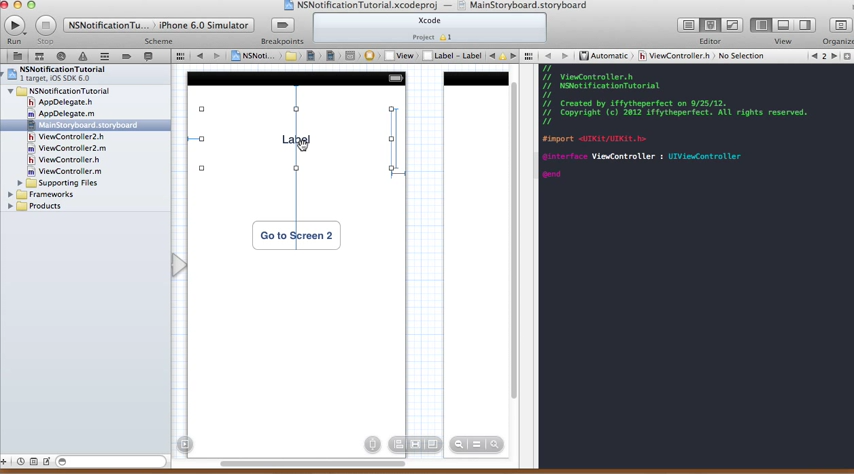 NSNotificationTutorial.xcodeproj — MainStoryboard.storyboard
NSNotificationTu... iPhone 6.0 Simulator
Xcode
Project 1
Run Stop Scheme Breakpoints Editor View Organize
NSNoti... View Label – Label
Automatic ViewController.h No Selection 2
NSNotificationTutorial
1 target, iOS SDK 6.0
NSNotificationTutorial
AppDelegate.h
AppDelegate.m
MainStoryboard.storyboard
ViewController2.h
ViewController2.m
ViewController.h
ViewController.m
Supporting Files
Frameworks
Products
Label
Go to Screen 2
//
// ViewController.h
// NSNotificationTutorial
//
// Created by iffytheperfect on 9/25/12.
// Copyright (c) 2012 iffytheperfect. All rights reserved.
//
#import <UIKit/UIKit.h>
@interface ViewController : UIViewController
@end